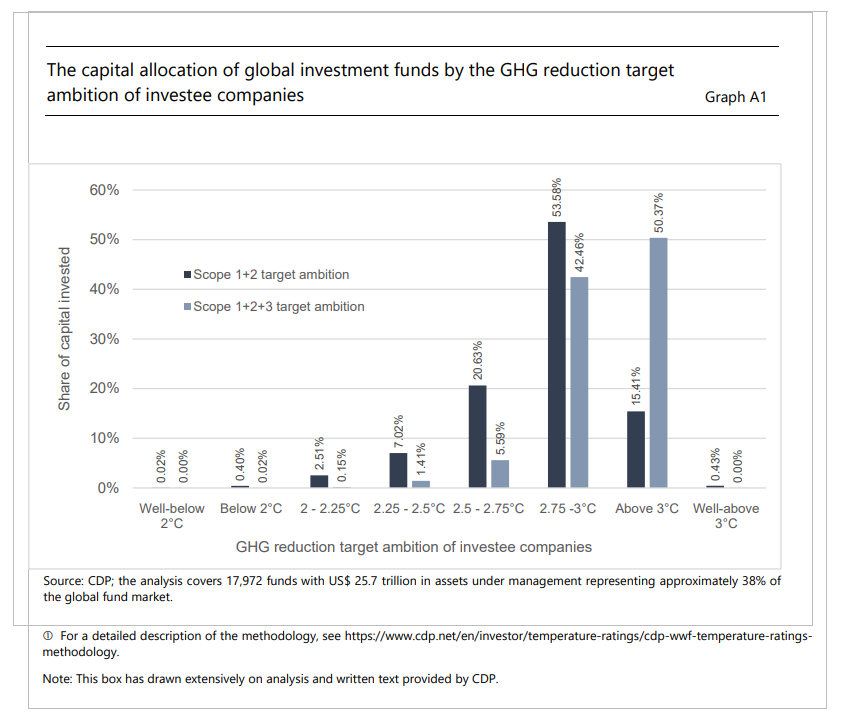 The capital allocation of global investment funds by the GHG reduction target
ambition of investee companies
Graph A1
60%
50%
40%
30%
20%
10%
0%
Share of capital invested
Scope 1+2 target ambition
Scope 1+2+3 target ambition
0.02% 0.00%
0.40% 0.02%
2.51% 0.15%
7.02% 1.41%
20.63% 5.59%
53.58% 42.46%
15.41% 50.37%
0.43% 0.00%
Well-below
2°C
Below 2°C
2 - 2.25°C
2.25 - 2.5°C
2.5 - 2.75°C
2.75 -3°C
Above 3°C
Well-above
3°C
GHG reduction target ambition of investee companies
Source: CDP; the analysis covers 17,972 funds with US$ 25.7 trillion in assets under management representing approximately 38% of
the global fund market.
① For a detailed description of the methodology, see https://www.cdp.net/en/investor/temperature-ratings/cdp-wwf-temperature-ratings-
methodology.
Note: This box has drawn extensively on analysis and written text provided by CDP.